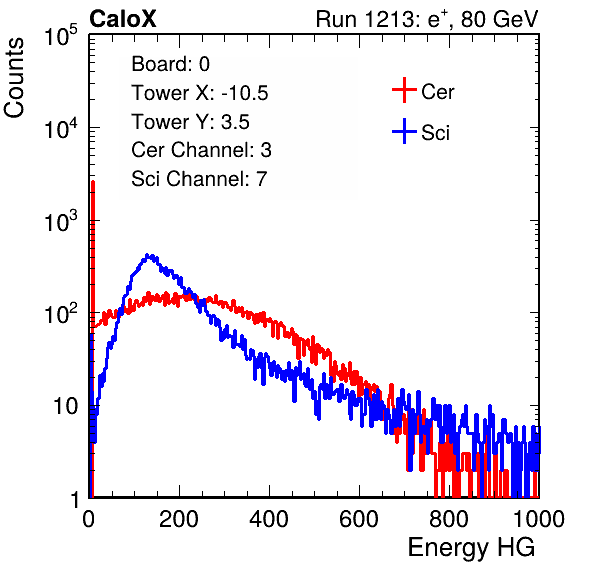 CaloX Run 1213: e⁺, 80 GeV
Counts
10⁵
10⁴
10³
10²
10
1
Board: 0
Tower X: -10.5
Tower Y: 3.5
Cer Channel: 3
Sci Channel: 7
Cer
Sci
0 200 400 600 800 1000
Energy HG